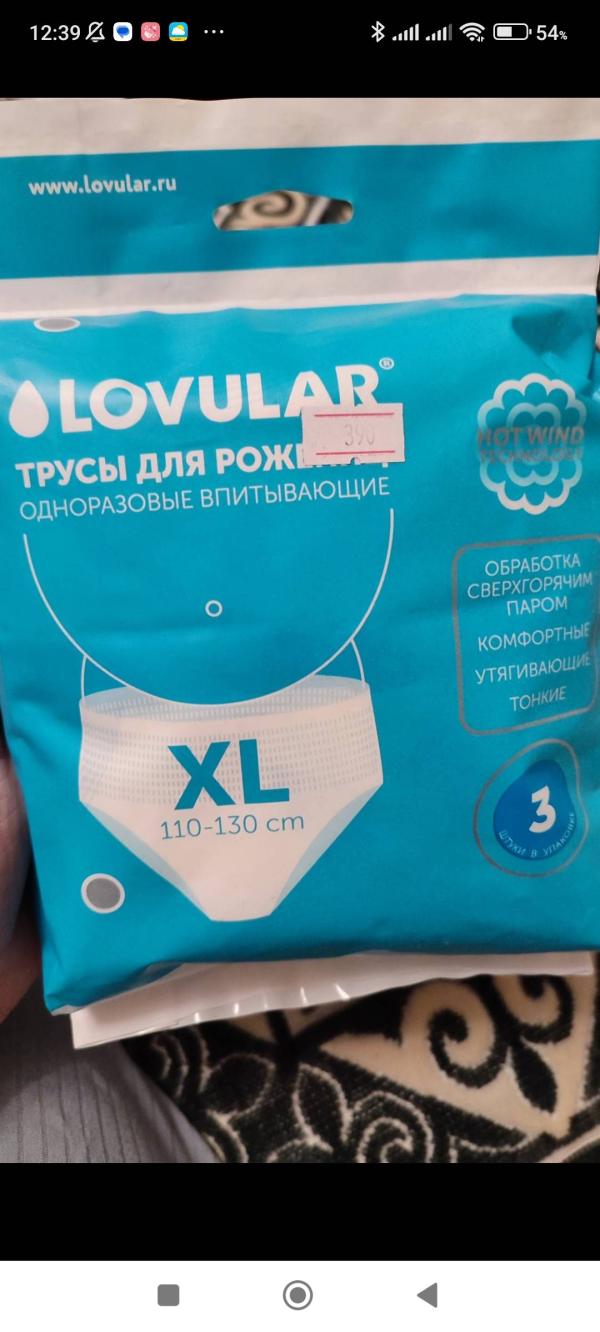 12:39
54%
www.lovular.ru
LOVULAR®
390
ТРУСЫ ДЛЯ
ОДНОРАЗОВЫЕ ВПИТЫВАЮЩИЕ
HOT WIND
TECHNOLOGY
ОБРАБОТКА
СВЕРХГОРЯЧИМ
ПАРОМ
КОМФОРТНЫЕ
УТЯГИВАЮЩИЕ
ТОНКИЕ
XL
110-130 cm
3
ШТУКИ В УПАКОВКЕ